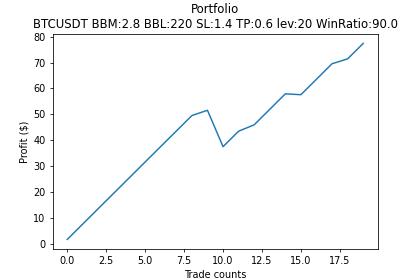 Portfolio
BTCUSDT BBM:2.8 BBL:220 SL:1.4 TP:0.6 lev:20 WinRatio:90.0
80
70
60
50
40
30
20
10
0
Profit ($)
0.0 2.5 5.0 7.5 10.0 12.5 15.0 17.5
Trade counts